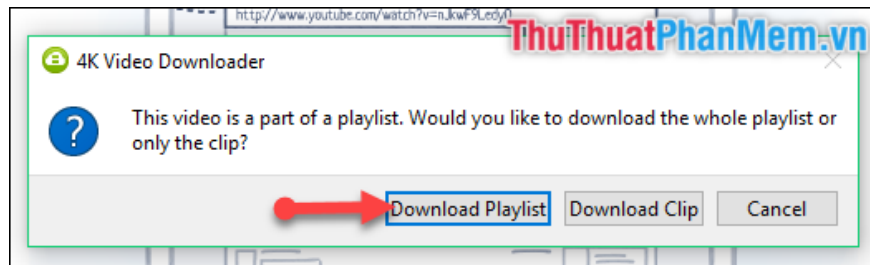 http://www.youtube.com/watch?v=
ThuThuatPhanMem.vn
4K Video Downloader
This video is a part of a playlist. Would you like to download the whole playlist or
only the clip?
Download Playlist
Download Clip
Cancel